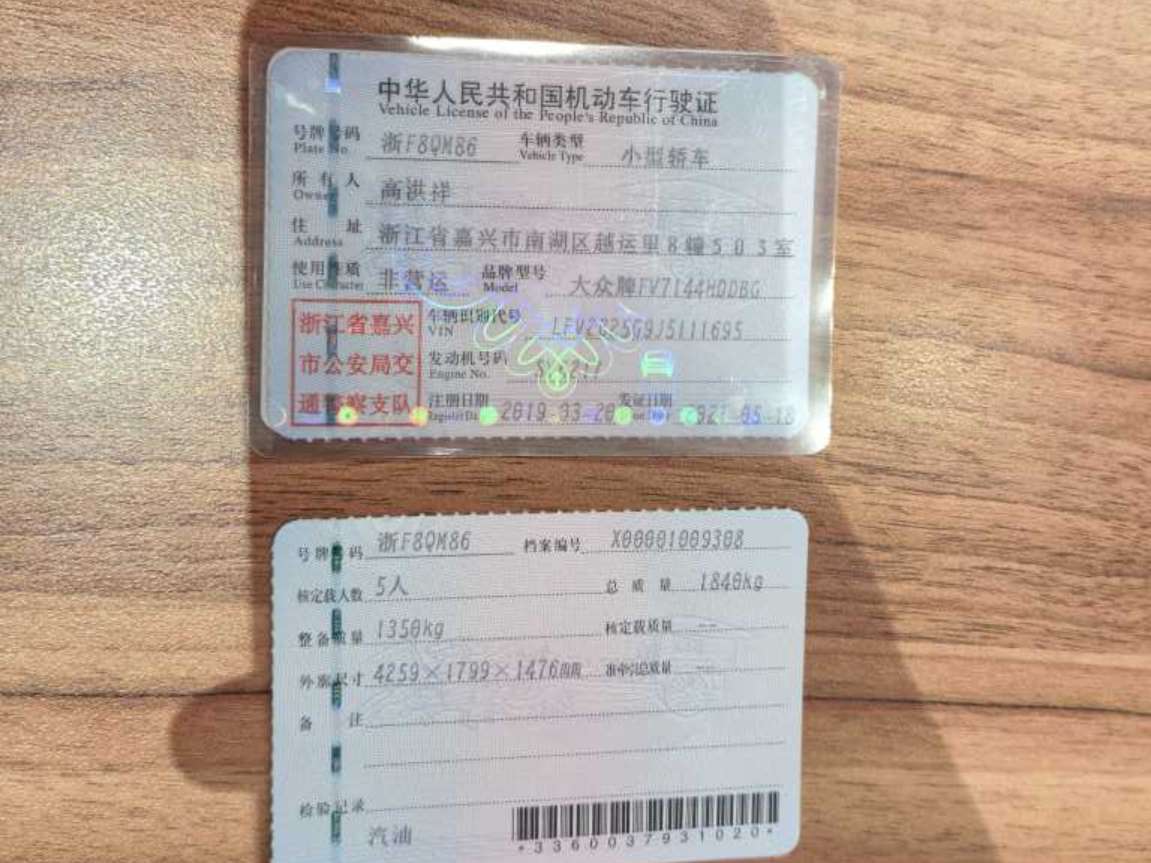 中华人民共和国机动车行驶证
Vehicle License of the People's Republic of China
号牌号码 浙F8QM86 车辆类型 小型轿车
Plate No. Vehicle Type
所有人 高洪祥
Owner
住址 浙江省嘉兴市南湖区越运里8幢503室
Address
使用性质 非营运 品牌型号 大众牌FV7144HBDBG
Use Character Model
浙江省嘉兴
市公安局交
通警察支队
车辆识别代号
VIN
发动机号码
Engine No.
注册日期 2019-03-20 发证日期 2021-05-18
号牌号码 浙F8QM86 档案编号 X00001009308
核定载人数 5人 总质量 1840kg
整备质量 1350kg 核定载质量 --
外廓尺寸 4259×1799×1476mm 准牵引总质量 --
备注
检验记录
汽油
*3360037931020*